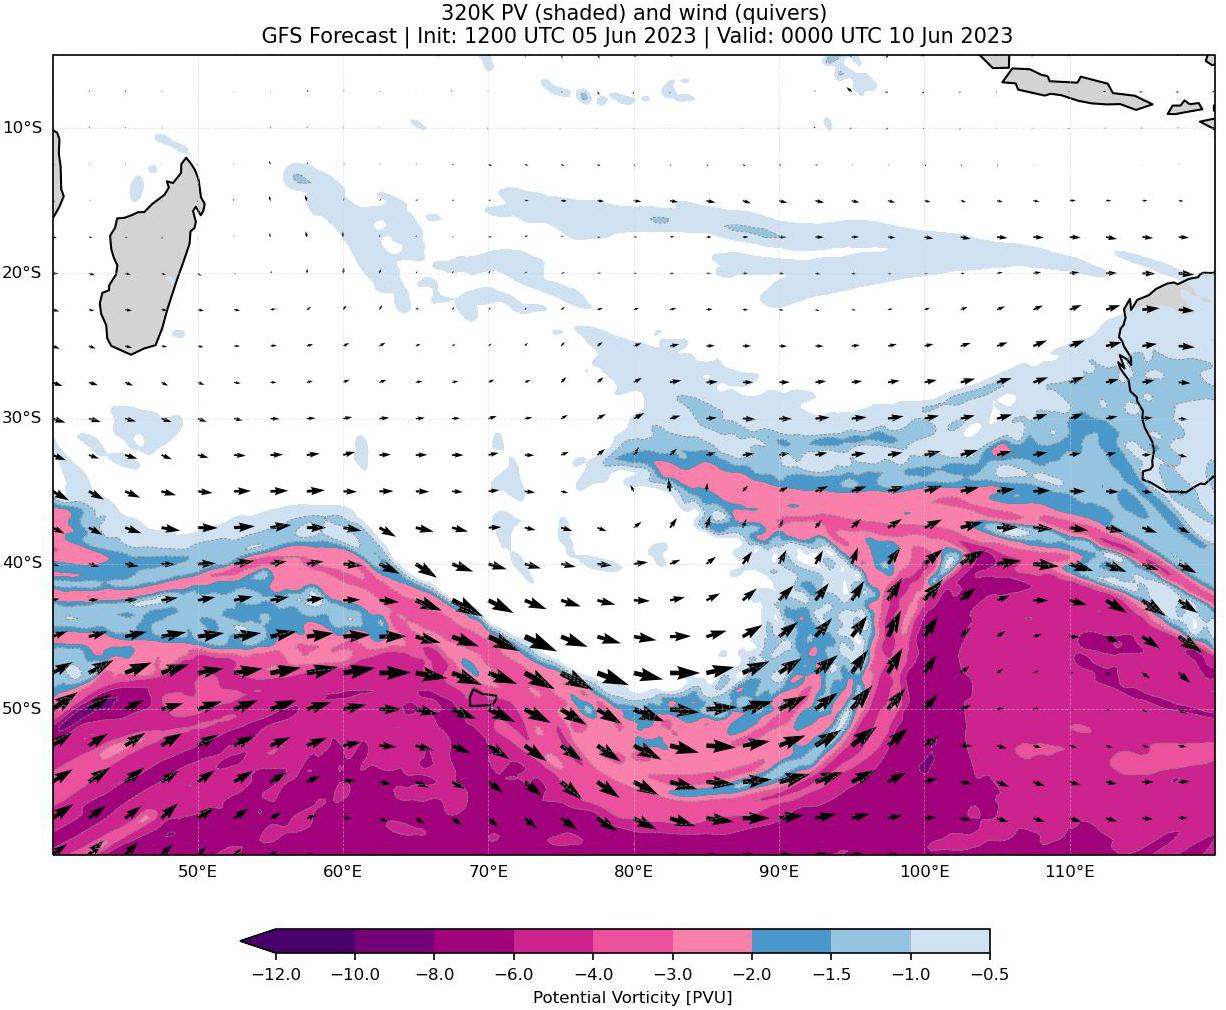 320K PV (shaded) and wind (quivers)
GFS Forecast | Init: 1200 UTC 05 Jun 2023 | Valid: 0000 UTC 10 Jun 2023
10°S
20°S
30°S
40°S
50°S
50°E 60°E 70°E 80°E 90°E 100°E 110°E
−12.0 −10.0 −8.0 −6.0 −4.0 −3.0 −2.0 −1.5 −1.0 −0.5
Potential Vorticity [PVU]